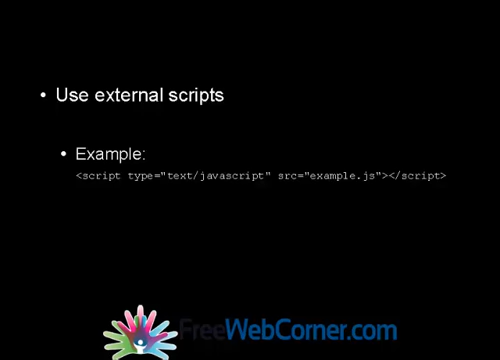 • Use external scripts
• Example:
<script type="text/javascript" src="example.js"></script>
FreeWebCorner.com